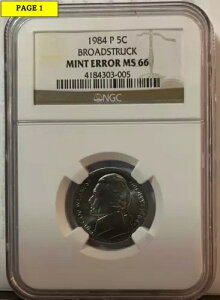 PAGE 1
1984 P 5C
BROADSTRUCK
MINT ERROR MS 66
4184303-005
NGC